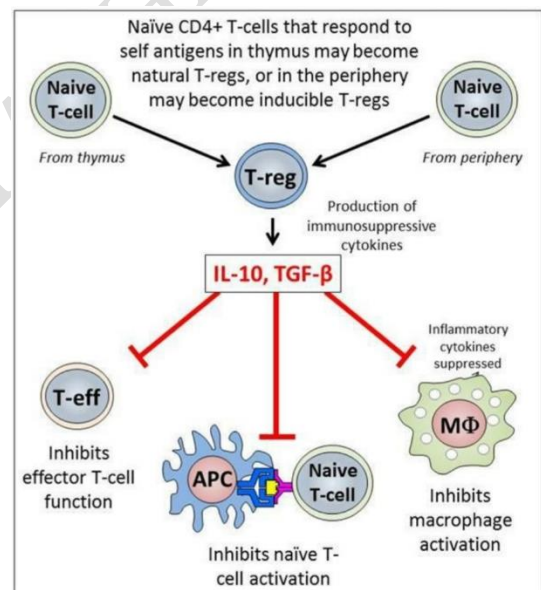 Naïve CD4+ T-cells that respond to
self antigens in thymus may become
natural T-regs, or in the periphery
may become inducible T-regs
Naive
T-cell
From thymus
Naive
T-cell
From periphery
T-reg
Production of
immunosuppressive
cytokines
IL-10, TGF-β
Inflammatory
cytokines
suppressed
T-eff
Inhibits
effector T-cell
function
APC
Naive
T-cell
Inhibits naïve T-
cell activation
MΦ
Inhibits
macrophage
activation